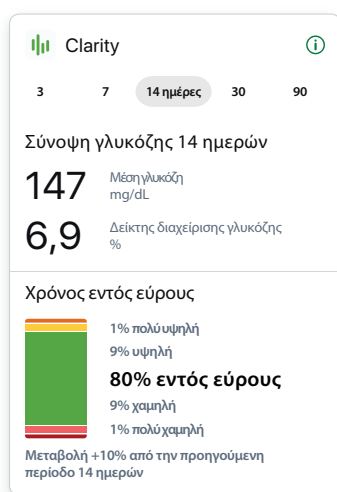 Clarity
3 7 14 ημέρες 30 90
Σύνοψη γλυκόζης 14 ημερών
147 Μέση γλυκόζη
mg/dL
6,9 Δείκτης διαχείρισης γλυκόζης
%
Χρόνος εντός εύρους
1% πολύ υψηλή
9% υψηλή
80% εντός εύρους
9% χαμηλή
1% πολύ χαμηλή
Μεταβολή +10% από την προηγούμενη
περίοδο 14 ημερών